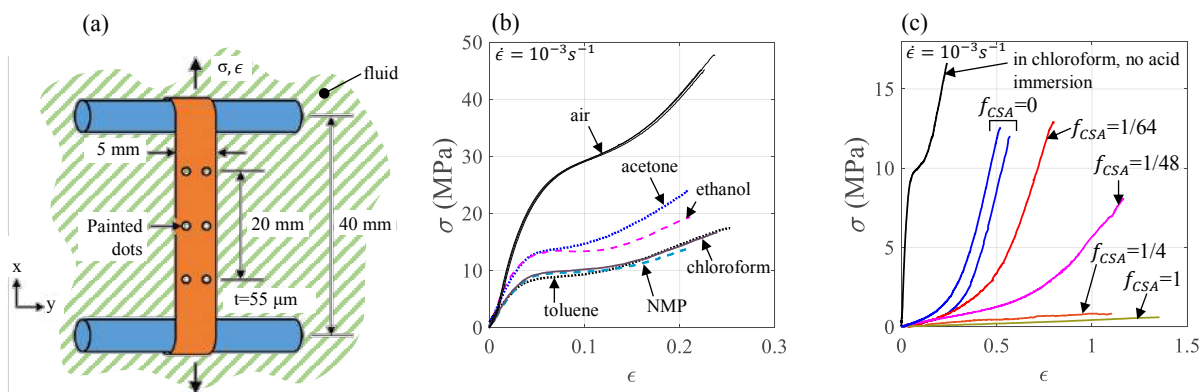 (a)
σ, ϵ
fluid
5 mm
20 mm
40 mm
Painted
dots
t=55 μm
x
y
(b)
ϵ̇ = 10⁻³s⁻¹
50
40
30
20
10
0
σ (MPa)
air
acetone
ethanol
chloroform
NMP
toluene
0
0.1
0.2
0.3
ϵ
(c)
ϵ̇ = 10⁻³s⁻¹
in chloroform, no acid
immersion
15
10
5
0
σ (MPa)
f_CSA=0
f_CSA=1/64
f_CSA=1/48
f_CSA=1/4
f_CSA=1
0
0.5
1
1.5
ϵ